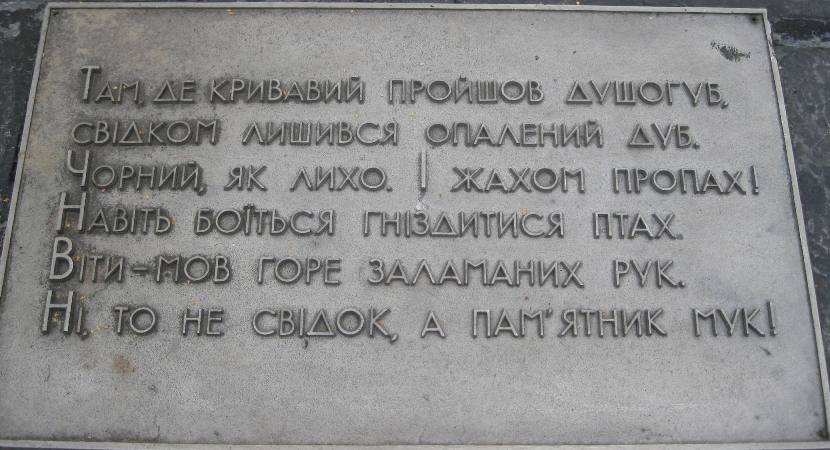 Там, де кривавий пройшов душогуб,
свідком лишився опалений дуб.
Чорний, як лихо. І жахом пропах!
Навіть боїться гніздитися птах.
Віти – мов горе заламаних рук.
Ні, то не свідок, а пам'ятник мук!